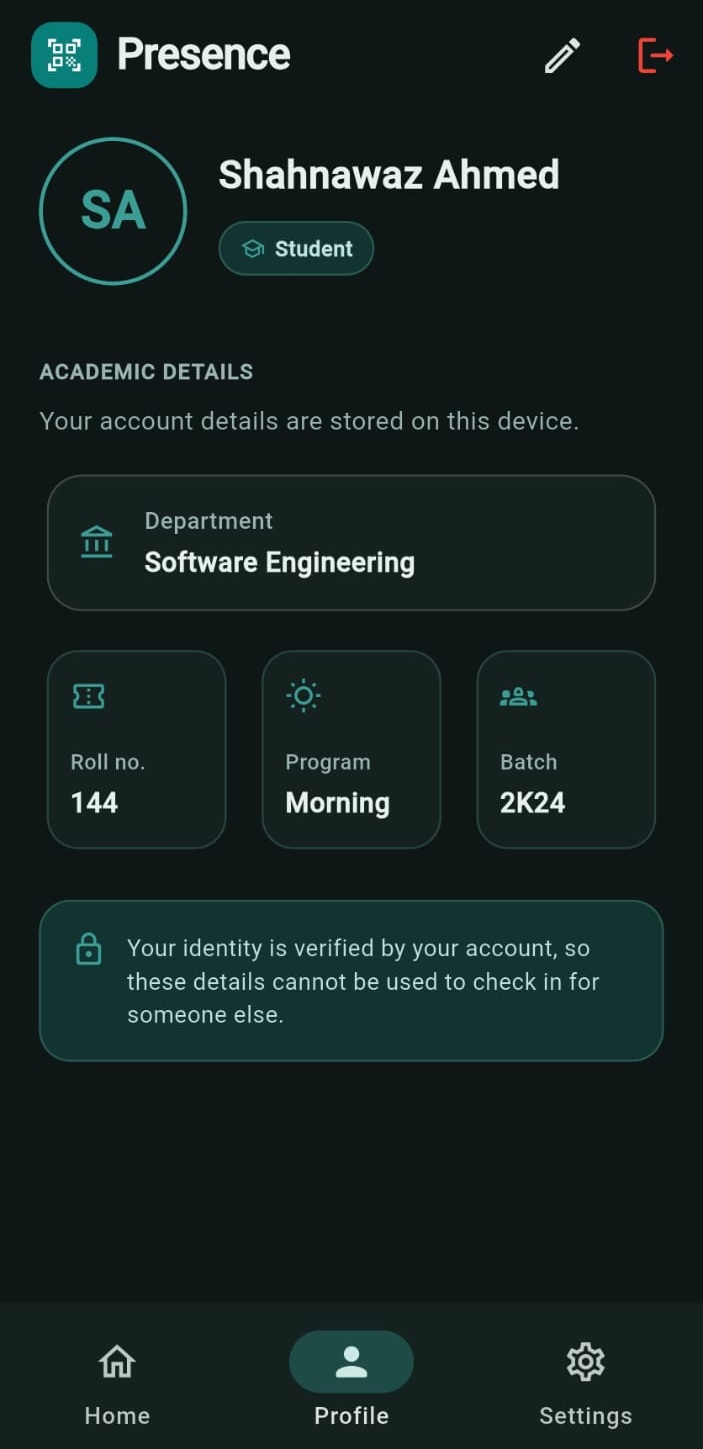 Presence
SA
Shahnawaz Ahmed
Student
ACADEMIC DETAILS
Your account details are stored on this device.
Department
Software Engineering
Roll no.
144
Program
Morning
Batch
2K24
Your identity is verified by your account, so
these details cannot be used to check in for
someone else.
Home
Profile
Settings